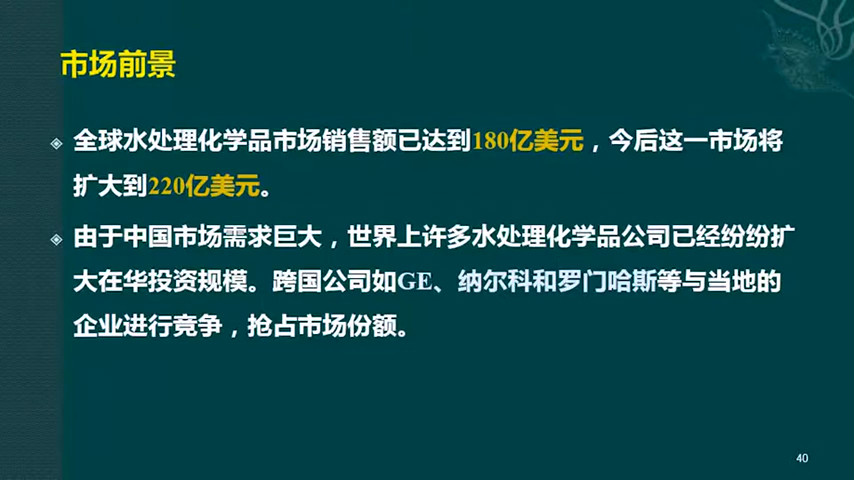 市场前景
全球水处理化学品市场销售额已达到180亿美元，今后这一市场将
扩大到220亿美元。
由于中国市场需求巨大，世界上许多水处理化学品公司已经纷纷扩
大在华投资规模。跨国公司如GE、纳尔科和罗门哈斯等与当地的
企业进行竞争，抢占市场份额。
40